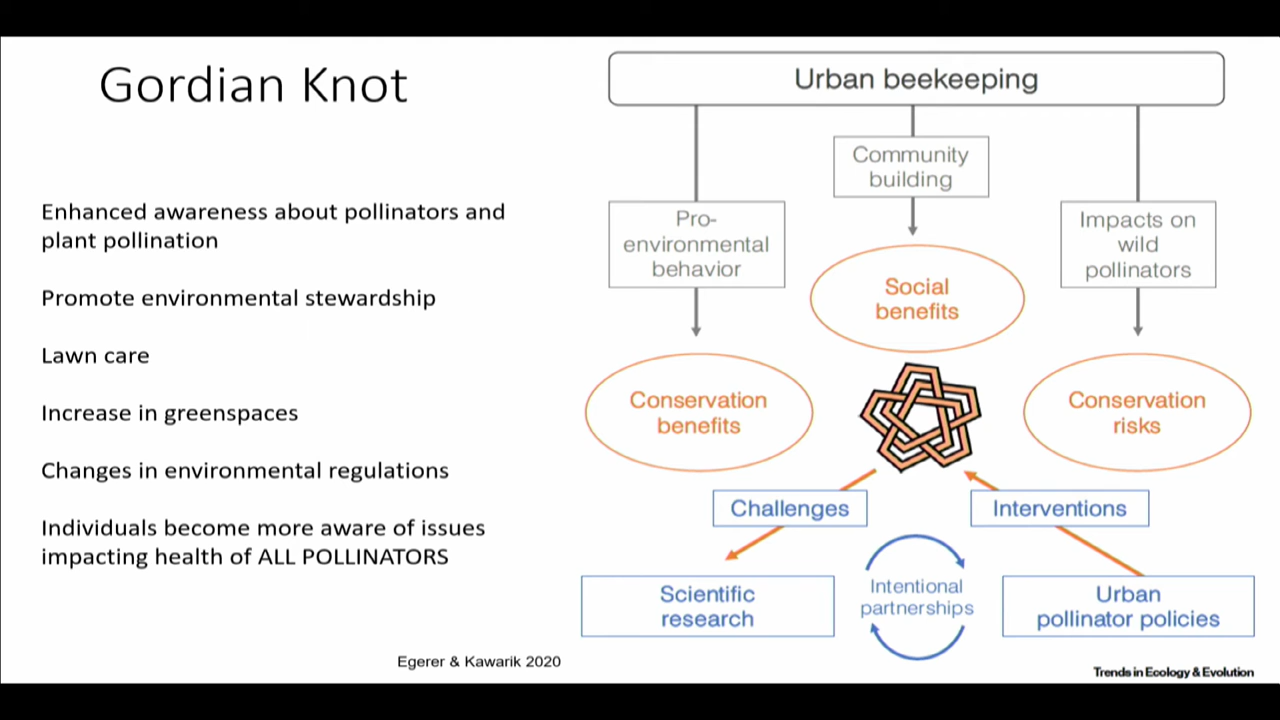 Gordian Knot
Enhanced awareness about pollinators and
plant pollination
Promote environmental stewardship
Lawn care
Increase in greenspaces
Changes in environmental regulations
Individuals become more aware of issues
impacting health of ALL POLLINATORS
Egerer & Kawarik 2020
Urban beekeeping
Community
building
Pro-
environmental
behavior
Impacts on
wild
pollinators
Social
benefits
Conservation
benefits
Conservation
risks
Challenges
Interventions
Scientific
research
Intentional
partnerships
Urban
pollinator policies
Trends in Ecology & Evolution